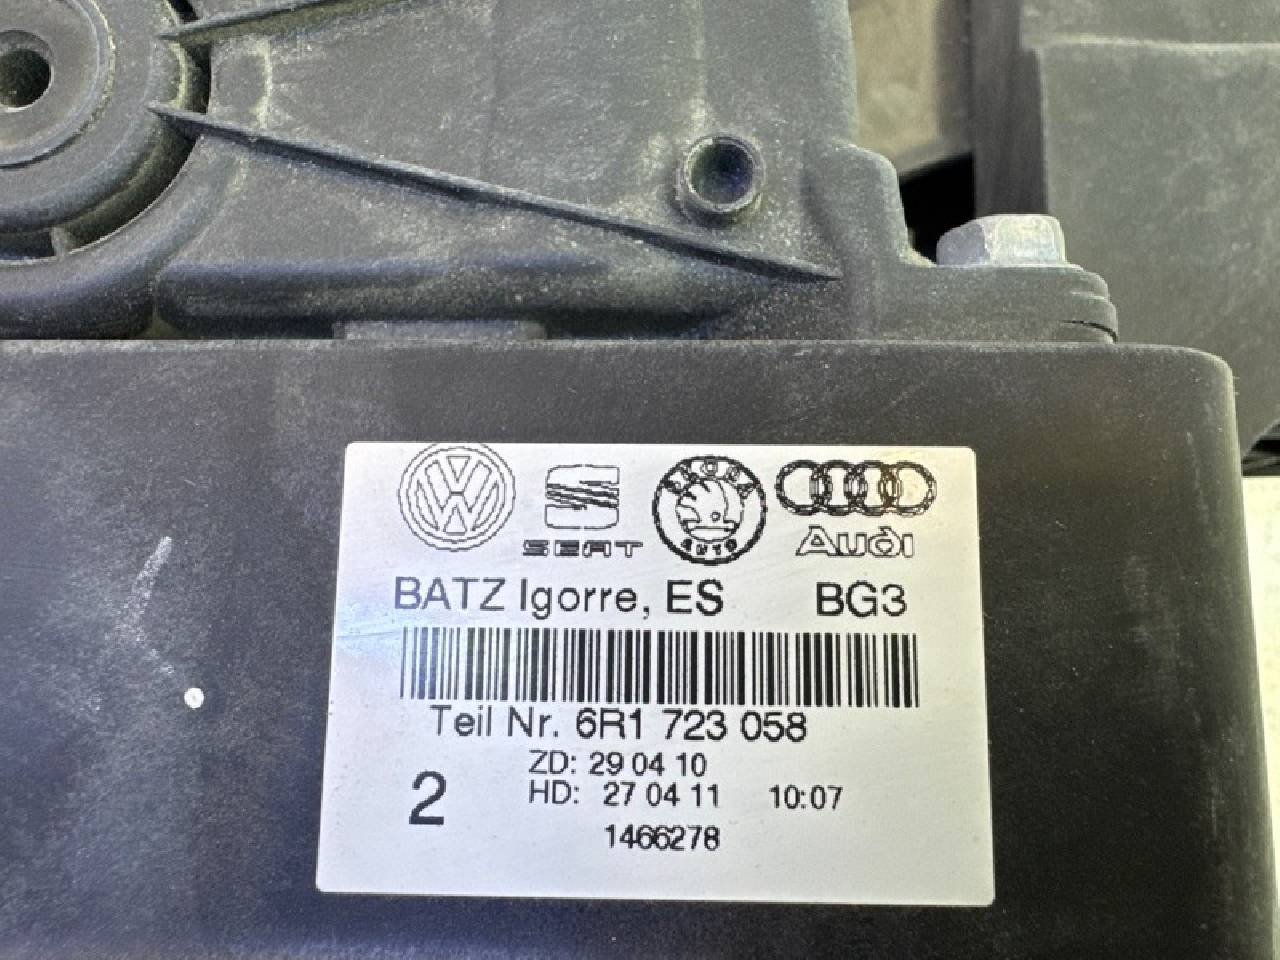 SEAT ŠKODA AUTO Audi
BATZ Igorre, ES BG3
Teil Nr. 6R1 723 058
ZD: 29 04 10
2 HD: 27 04 11 10:07
1466278